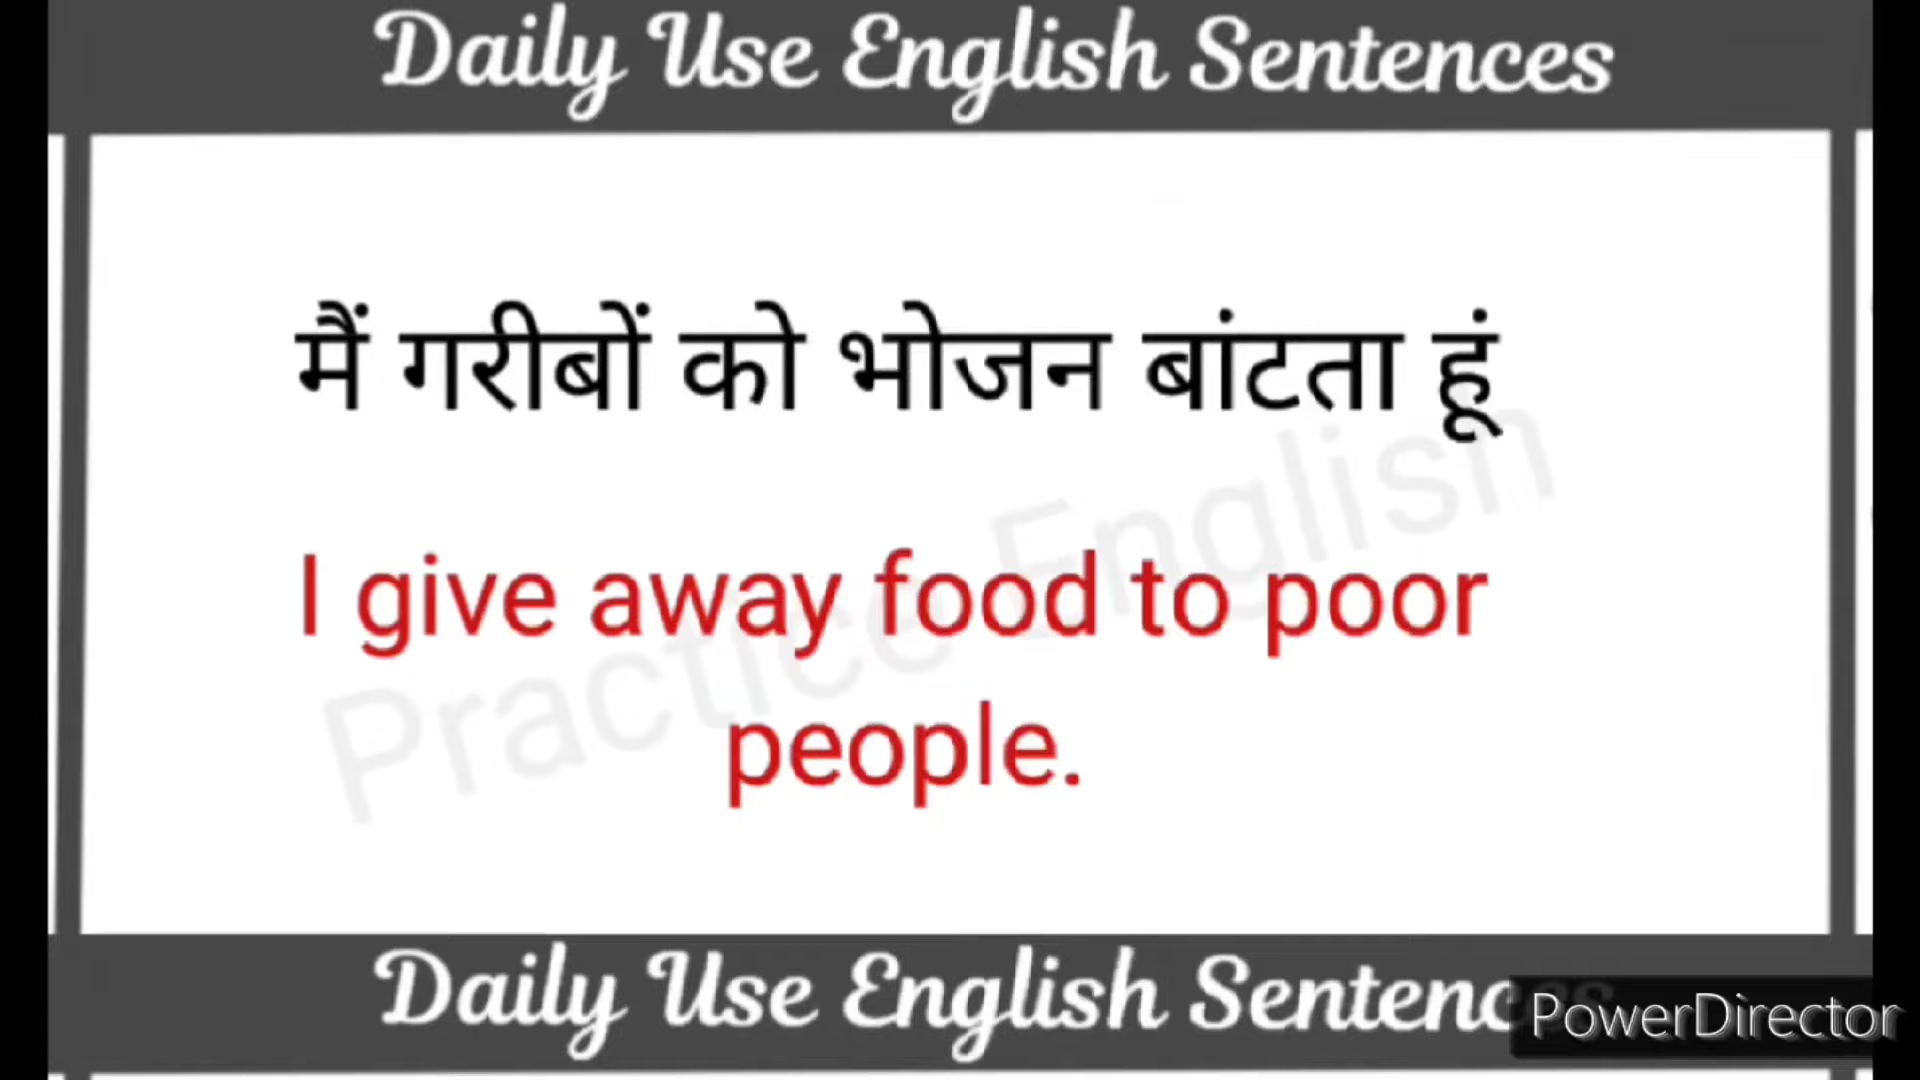 Daily Use English Sentences
मैं गरीबों को भोजन बांटता हूं
I give away food to poor
people.
Practice English
Daily Use English Sentences
PowerDirector